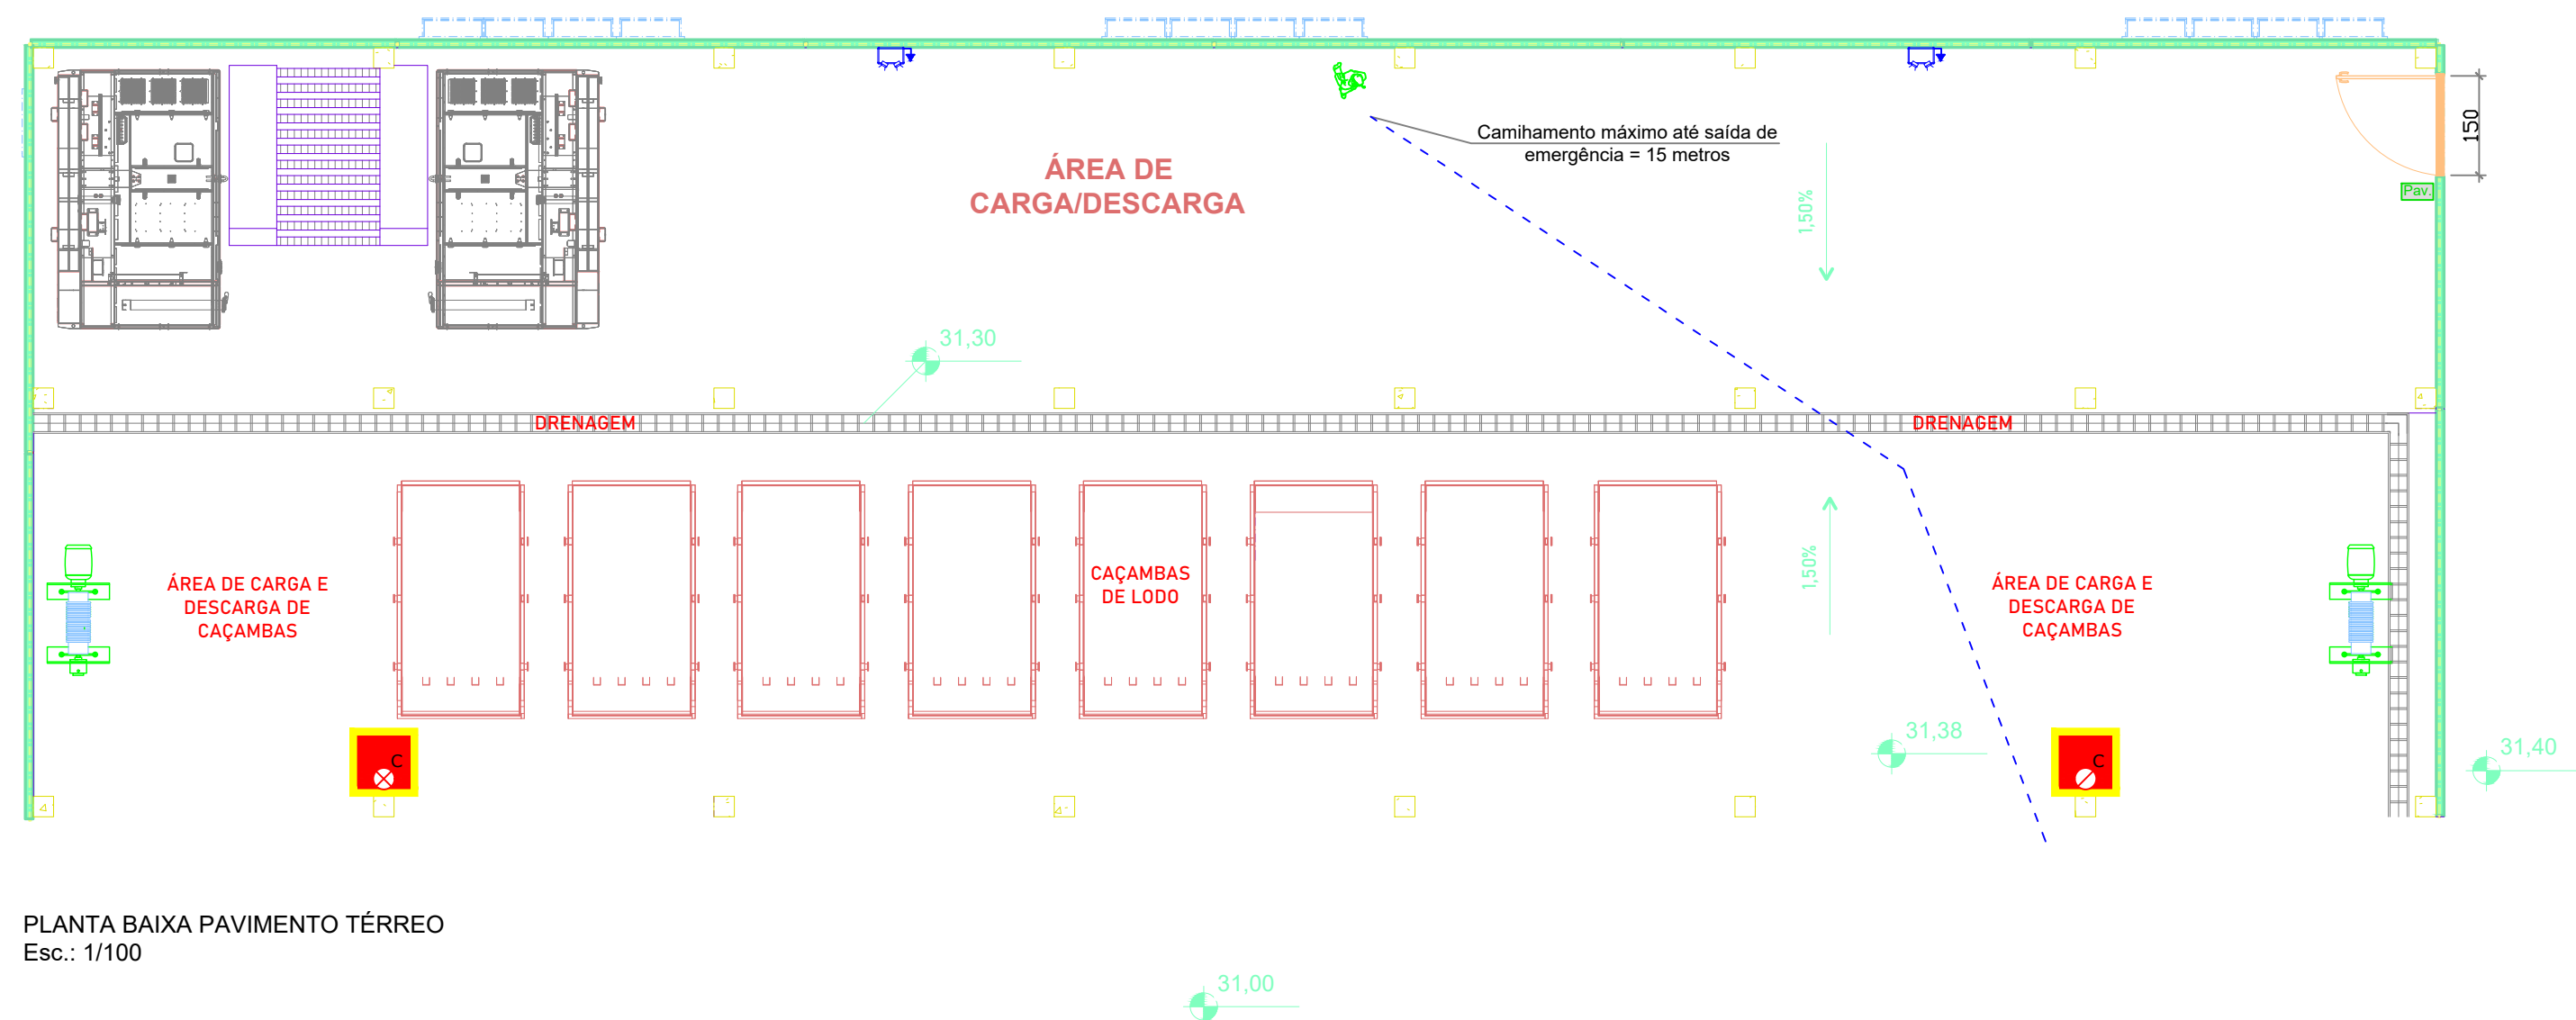 Camihamento máximo até saída de
emergência = 15 metros
150
ÁREA DE
CARGA/DESCARGA
Pav.
1,50%
31,30
DRENAGEM
DRENAGEM
CAÇAMBAS
DE LODO
1,50%
ÁREA DE CARGA E
DESCARGA DE
CAÇAMBAS
ÁREA DE CARGA E
DESCARGA DE
CAÇAMBAS
31,38
31,40
C
C
PLANTA BAIXA PAVIMENTO TÉRREO
Esc.: 1/100
31,00